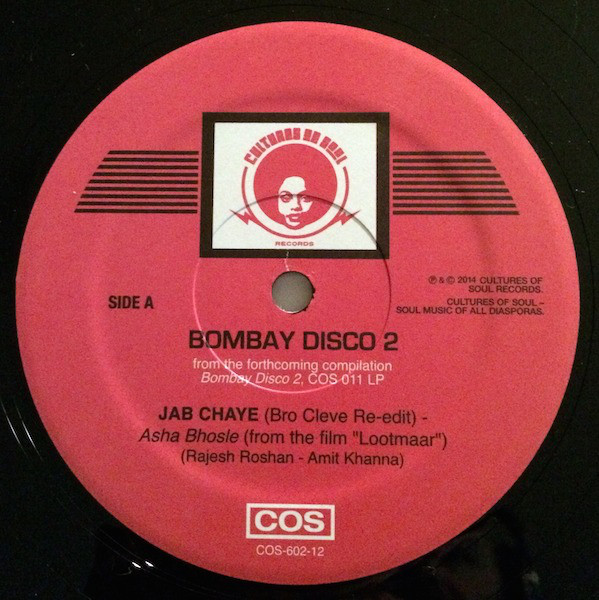 CULTURES OF SOUL
RECORDS
SIDE A
℗ & © 2014 CULTURES OF
SOUL RECORDS.
CULTURES OF SOUL ~
SOUL MUSIC OF ALL DIASPORAS.
BOMBAY DISCO 2
from the forthcoming compilation
Bombay Disco 2, COS 011 LP
JAB CHAYE (Bro Cleve Re-edit) -
Asha Bhosle (from the film "Lootmaar")
(Rajesh Roshan - Amit Khanna)
COS
COS-602-12